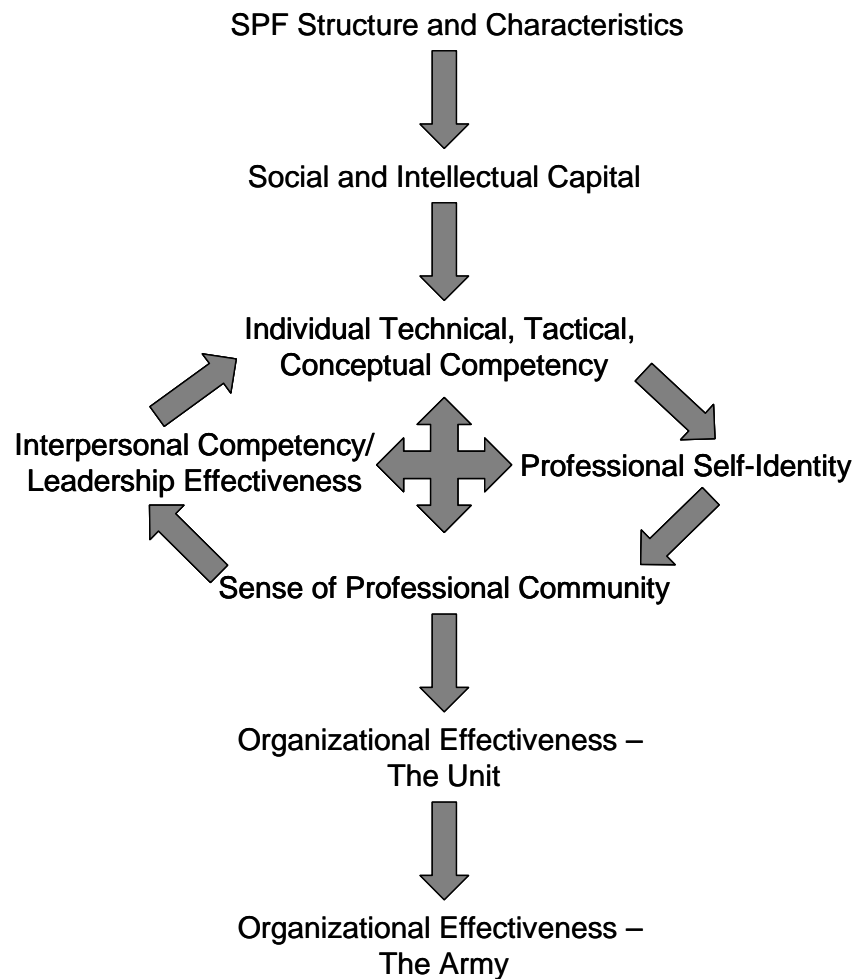 SPF Structure and Characteristics
Social and Intellectual Capital
Individual Technical, Tactical,
Conceptual Competency
Interpersonal Competency/
Leadership Effectiveness
Professional Self-Identity
Sense of Professional Community
Organizational Effectiveness –
The Unit
Organizational Effectiveness –
The Army